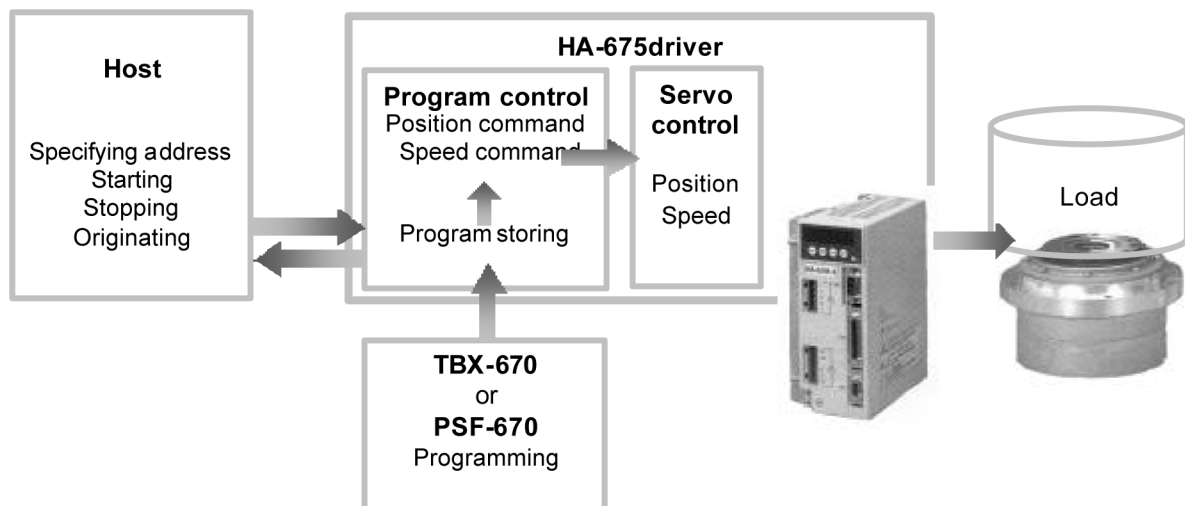 HA-675driver
Host
Specifying address
Starting
Stopping
Originating
Program control
Position command
Speed command
Program storing
Servo
control
Position
Speed
Load
TBX-670
or
PSF-670
Programming